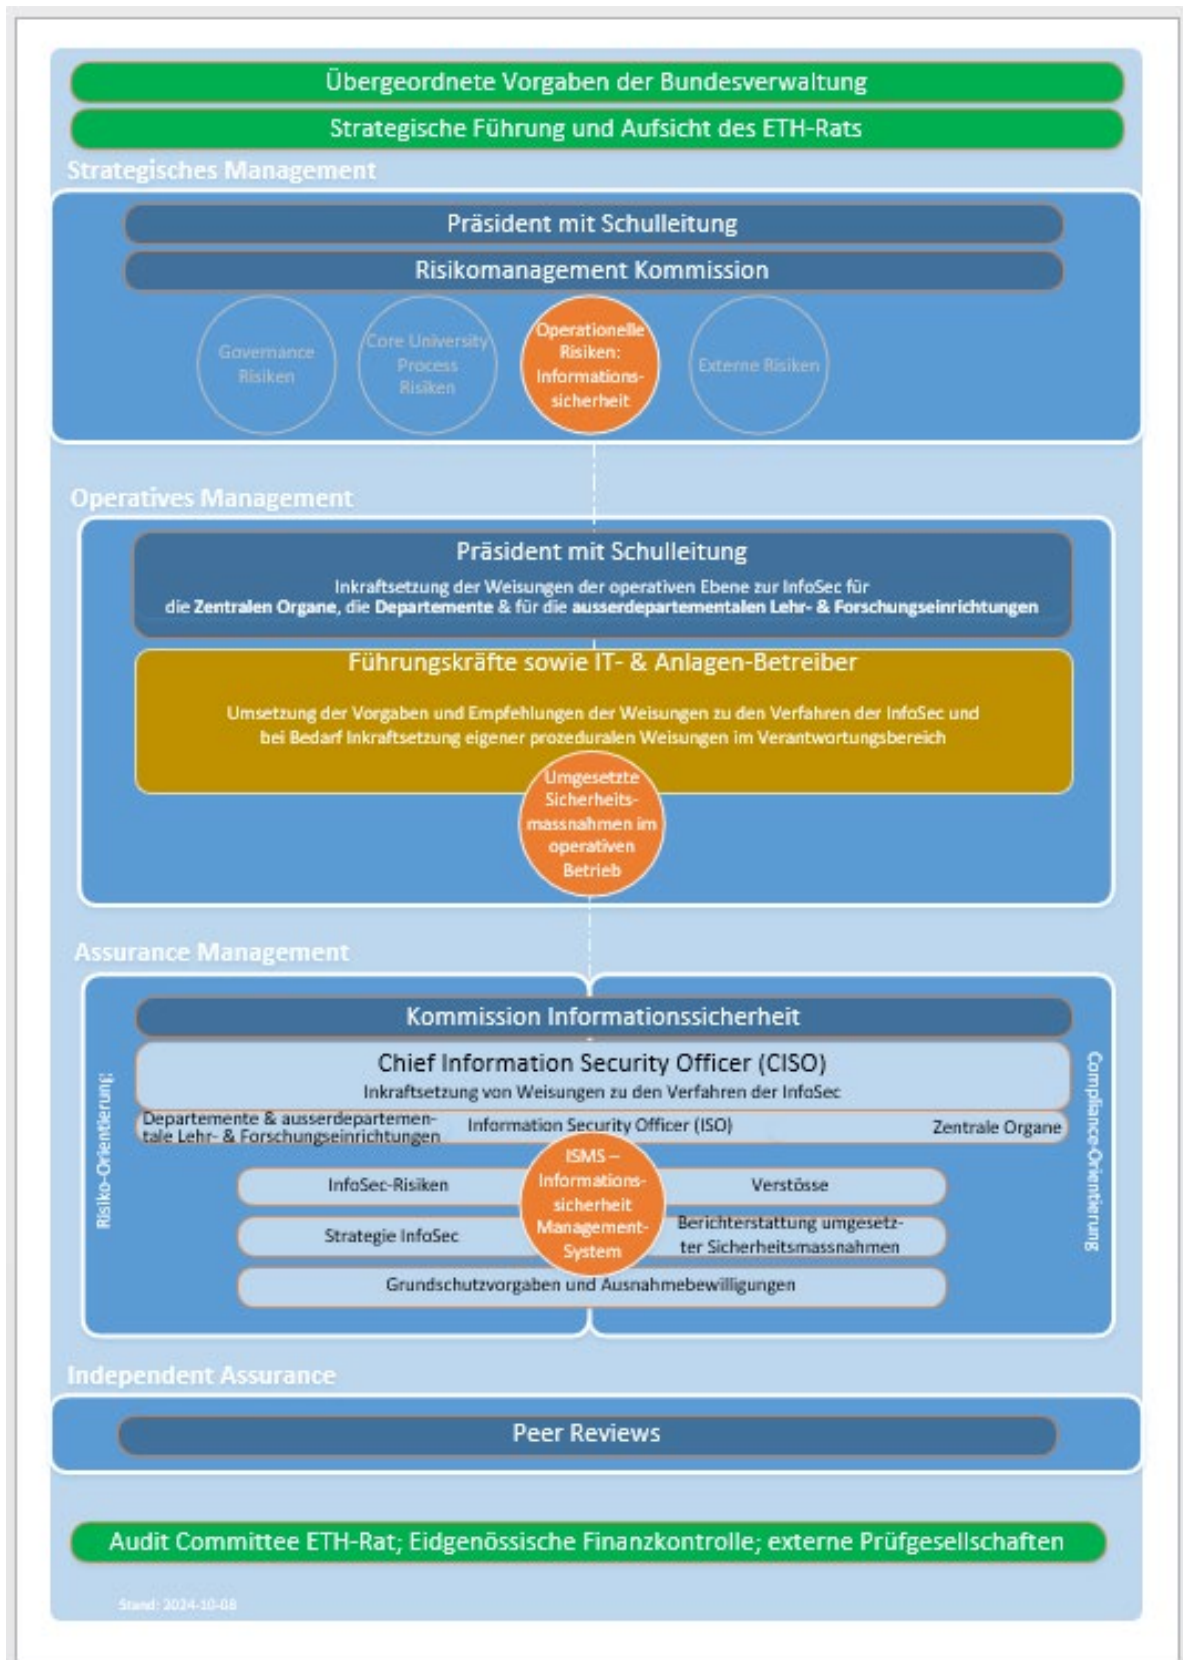 Übergeordnete Vorgaben der Bundesverwaltung
Strategische Führung und Aufsicht des ETH-Rats
Strategisches Management
Präsident mit Schulleitung
Risikomanagement Kommission
Governance
Risiken
Core University
Process
Risiken
Operationelle
Risiken:
Informations-
sicherheit
Externe Risiken
Operatives Management
Präsident mit Schulleitung
Inkraftsetzung der Weisungen der operativen Ebene zur InfoSec für
die Zentralen Organe, die Departemente & für die ausserdepartementalen Lehr- & Forschungseinrichtungen
Führungskräfte sowie IT- & Anlagen-Betreiber
Umsetzung der Vorgaben und Empfehlungen der Weisungen zu den Verfahren der InfoSec und
bei Bedarf Inkraftsetzung eigener prozeduralen Weisungen im Verantwortungsbereich
Umgesetzte
Sicherheits-
massnahmen im
operativen
Betrieb
Assurance Management
Kommission Informationssicherheit
Chief Information Security Officer (CISO)
Inkraftsetzung von Weisungen zu den Verfahren der InfoSec
Departemente & ausserdepartemen-
tale Lehr- & Forschungseinrichtungen
Information Security Officer (ISO)
Zentrale Organe
Risiko-Orientierung:
Compliance-Orientierung
ISMS –
Informations-
sicherheit
Management-
System
InfoSec-Risiken
Verstösse
Strategie InfoSec
Berichterstattung umgesetz-
ter Sicherheitsmassnahmen
Grundschutzvorgaben und Ausnahmebewilligungen
Independent Assurance
Peer Reviews
Audit Committee ETH-Rat; Eidgenössische Finanzkontrolle; externe Prüfgesellschaften
Stand: 2024-10-08